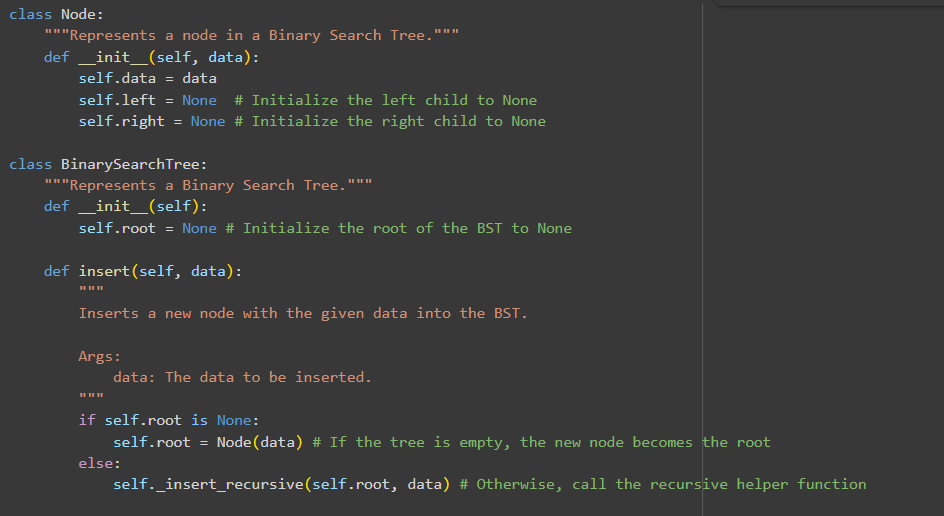 class Node:
    """Represents a node in a Binary Search Tree."""
    def __init__(self, data):
        self.data = data
        self.left = None  # Initialize the left child to None
        self.right = None # Initialize the right child to None

class BinarySearchTree:
    """Represents a Binary Search Tree."""
    def __init__(self):
        self.root = None # Initialize the root of the BST to None

    def insert(self, data):
        """
        Inserts a new node with the given data into the BST.

        Args:
            data: The data to be inserted.
        """
        if self.root is None:
            self.root = Node(data) # If the tree is empty, the new node becomes the root
        else:
            self._insert_recursive(self.root, data) # Otherwise, call the recursive helper function